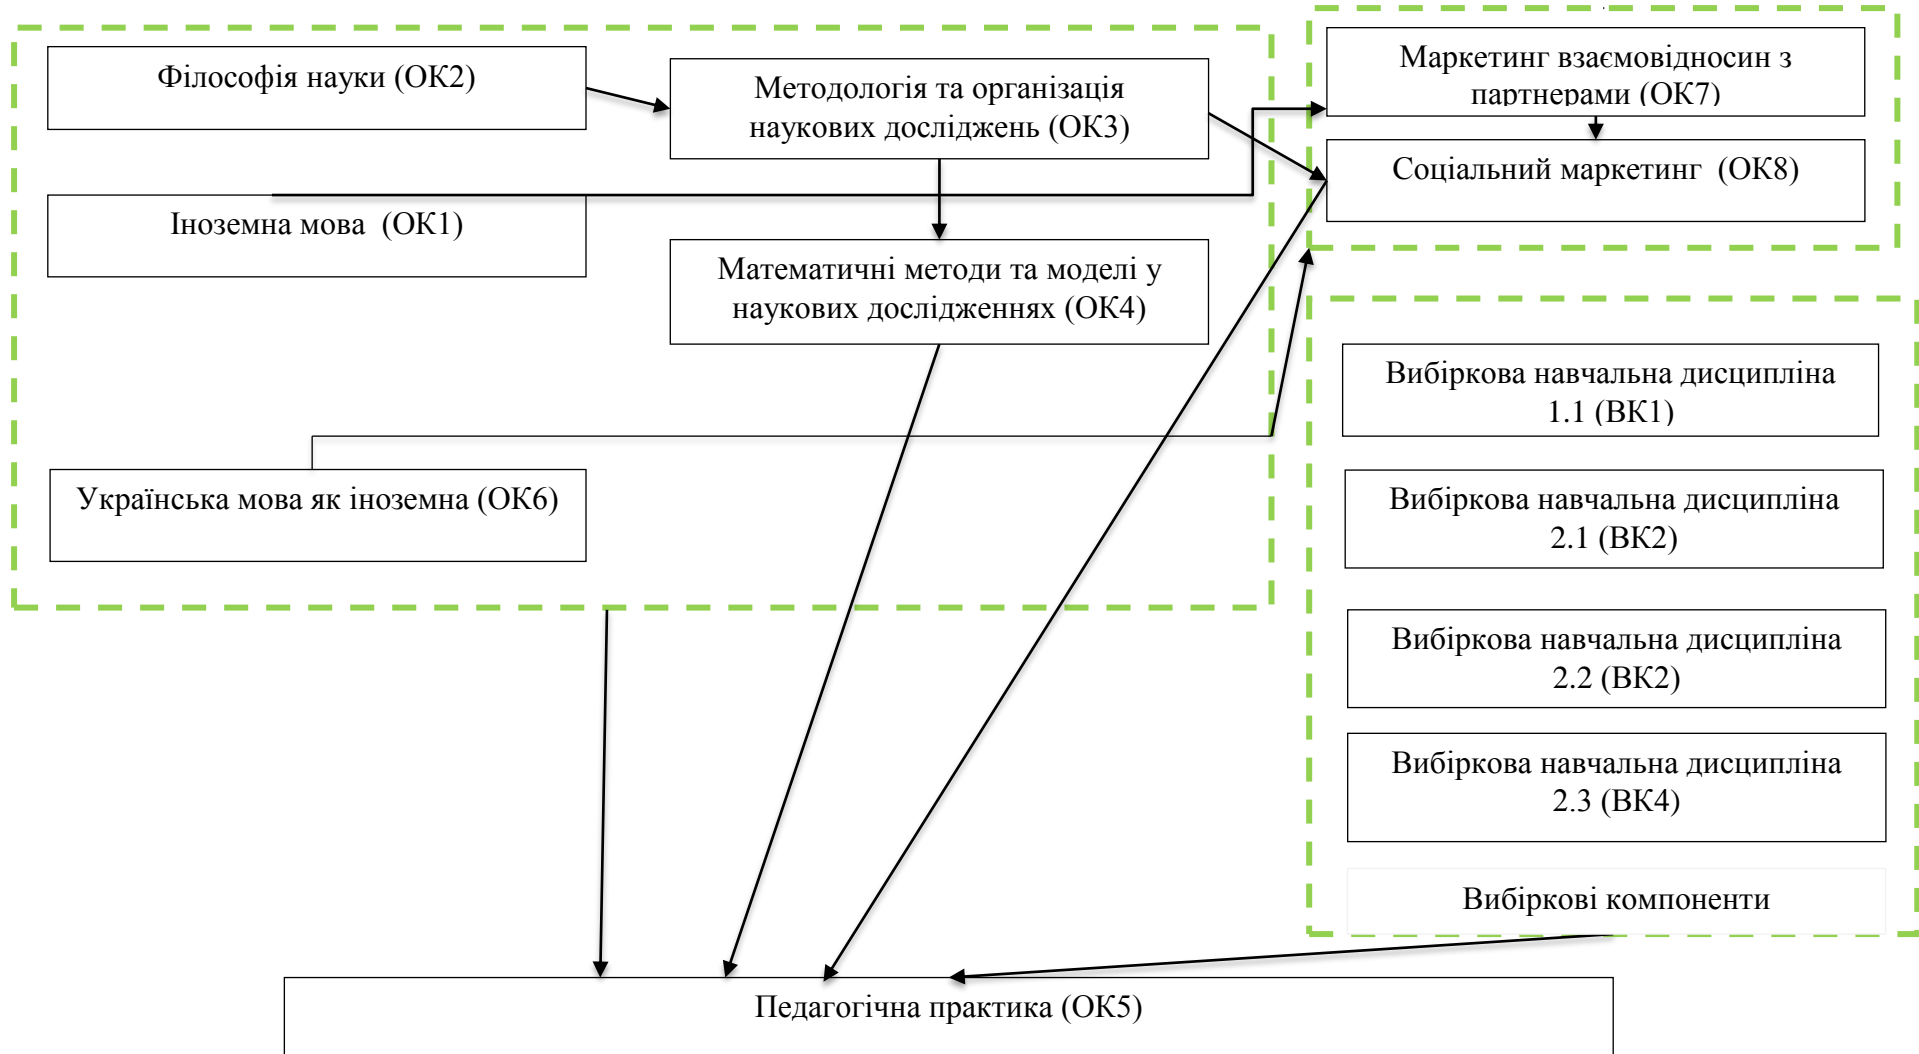 Філософія науки (ОК2)
Методологія та організація
наукових досліджень (ОК3)
Іноземна мова  (ОК1)
Математичні методи та моделі у
наукових дослідженнях (ОК4)
Українська мова як іноземна (ОК6)
Маркетинг взаємовідносин з
партнерами (ОК7)
Соціальний маркетинг  (ОК8)
Вибіркова навчальна дисципліна
1.1 (ВК1)
Вибіркова навчальна дисципліна
2.1 (ВК2)
Вибіркова навчальна дисципліна
2.2 (ВК2)
Вибіркова навчальна дисципліна
2.3 (ВК4)
Вибіркові компоненти
Педагогічна практика (ОК5)